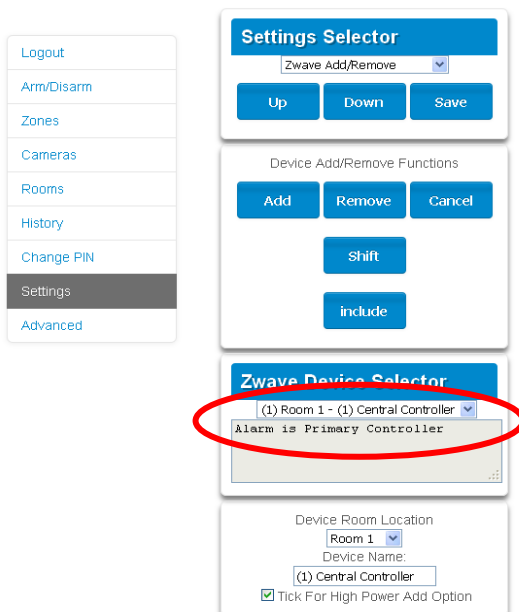 Logout
Arm/Disarm
Zones
Cameras
Rooms
History
Change PIN
Settings
Advanced
Settings Selector
Zwave Add/Remove
Up Down Save
Device Add/Remove Functions
Add Remove Cancel
Shift
include
Zwave Device Selector
(1) Room 1 - (1) Central Controller
Alarm is Primary Controller
Device Room Location
Room 1
Device Name:
(1) Central Controller
Tick For High Power Add Option